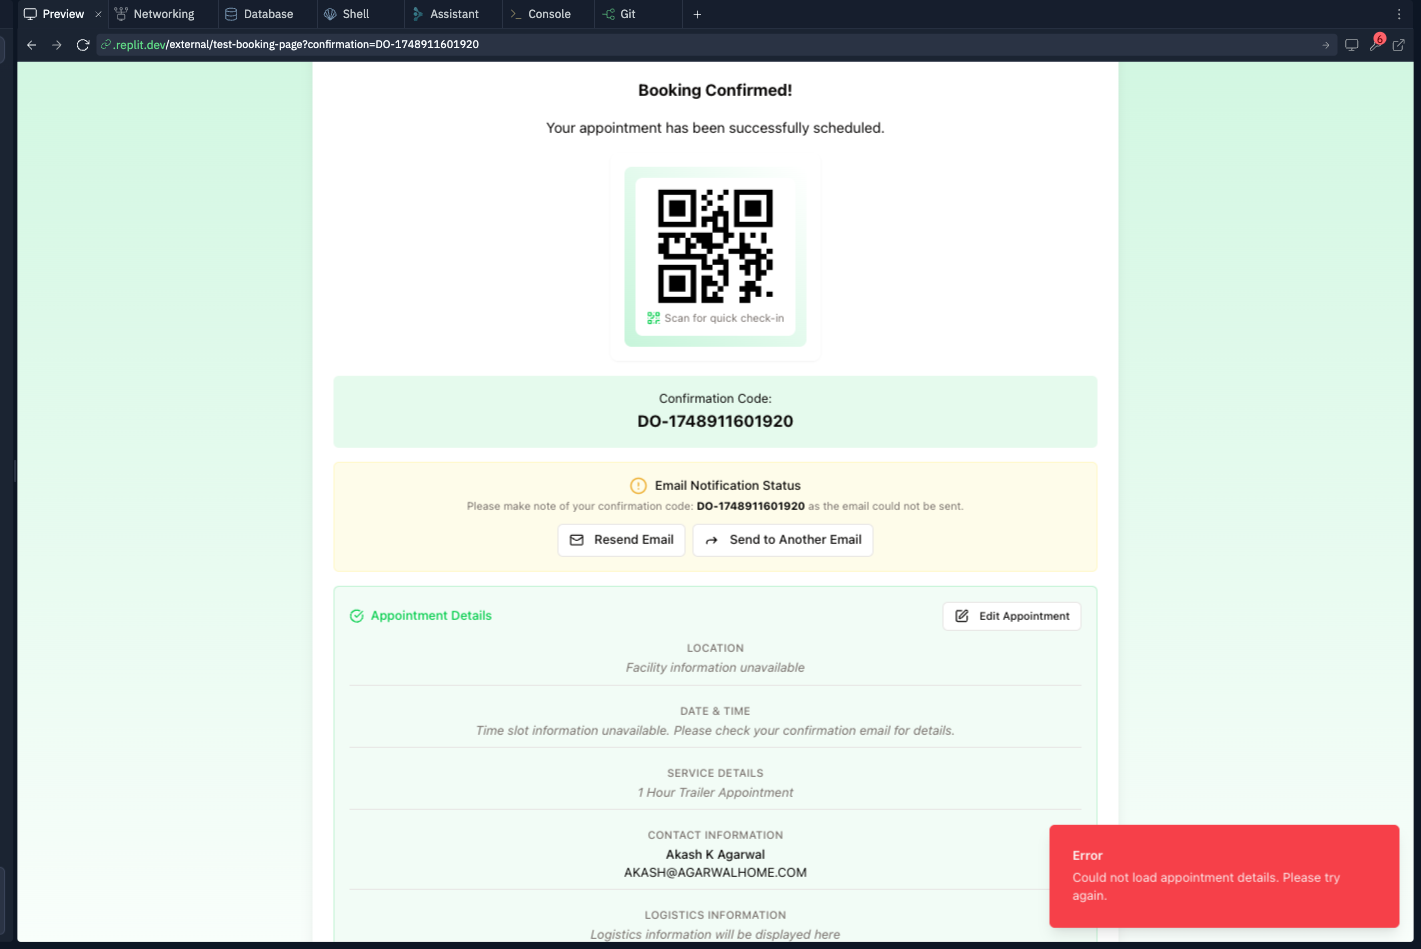 Preview
Networking
Database
Shell
Assistant
Console
Git
.replit.dev/external/test-booking-page?confirmation=DO-1748911601920
6
Booking Confirmed!
Your appointment has been successfully scheduled.
Scan for quick check-in
Confirmation Code:
DO-1748911601920
Email Notification Status
Please make note of your confirmation code: DO-1748911601920 as the email could not be sent.
Resend Email
Send to Another Email
Appointment Details
Edit Appointment
LOCATION
Facility information unavailable
DATE & TIME
Time slot information unavailable. Please check your confirmation email for details.
SERVICE DETAILS
1 Hour Trailer Appointment
CONTACT INFORMATION
Akash K Agarwal
AKASH@AGARWALHOME.COM
LOGISTICS INFORMATION
Logistics information will be displayed here
Error
Could not load appointment details. Please try
again.